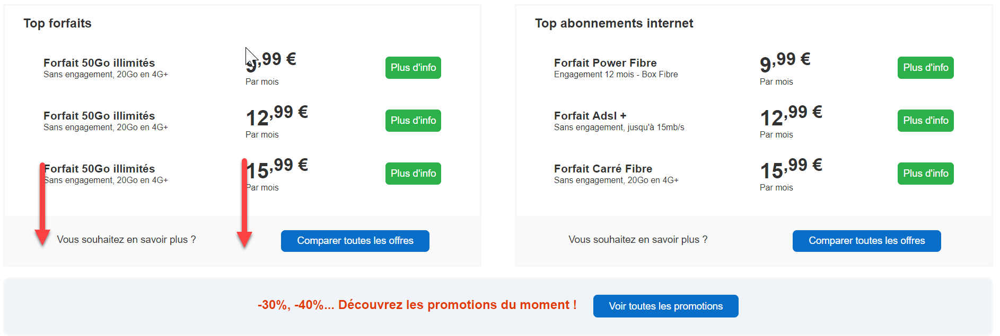 Top forfaits
Forfait 50Go illimités
Sans engagement, 20Go en 4G+
9,99 €
Par mois
Plus d'info
Forfait 50Go illimités
Sans engagement, 20Go en 4G+
12,99 €
Par mois
Plus d'info
Forfait 50Go illimités
Sans engagement, 20Go en 4G+
15,99 €
Par mois
Plus d'info
Vous souhaitez en savoir plus ?
Comparer toutes les offres
Top abonnements internet
Forfait Power Fibre
Engagement 12 mois - Box Fibre
9,99 €
Par mois
Plus d'info
Forfait Adsl +
Sans engagement, jusqu'à 15mb/s
12,99 €
Par mois
Plus d'info
Forfait Carré Fibre
Sans engagement, 20Go en 4G+
15,99 €
Par mois
Plus d'info
Vous souhaitez en savoir plus ?
Comparer toutes les offres
-30%, -40%... Découvrez les promotions du moment !
Voir toutes les promotions